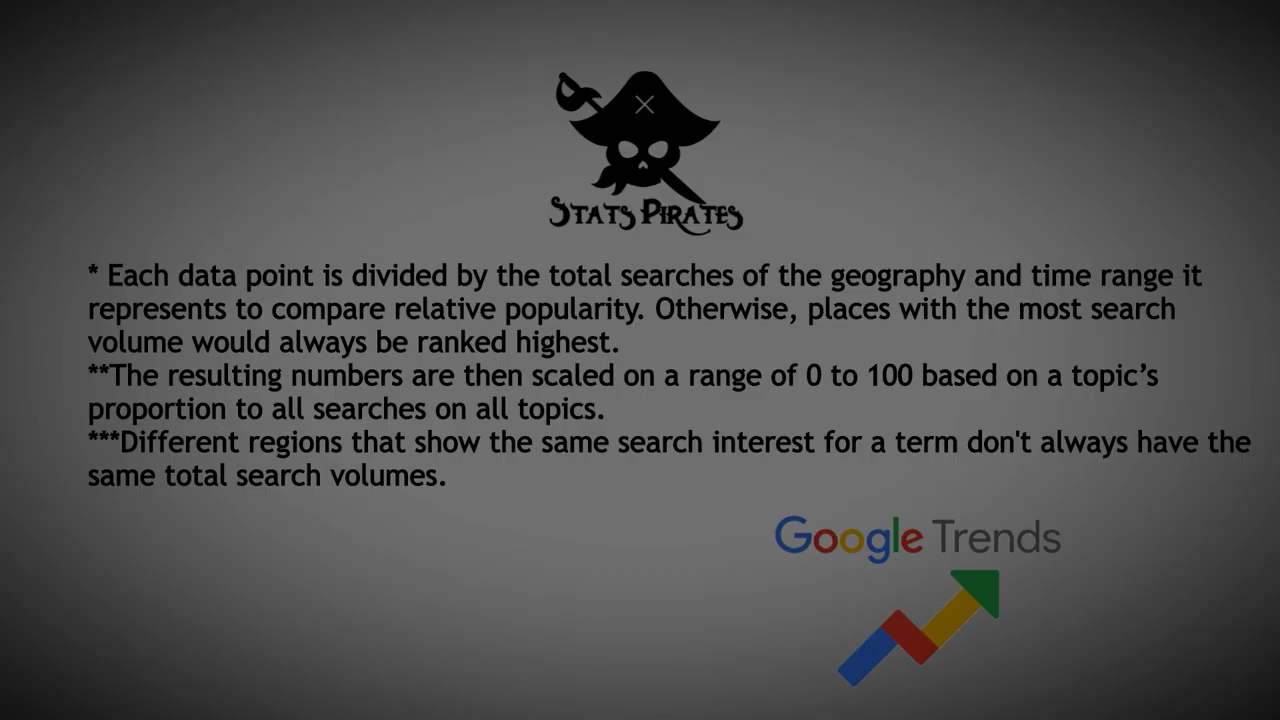 STATS PIRATES
* Each data point is divided by the total searches of the geography and time range it
represents to compare relative popularity. Otherwise, places with the most search
volume would always be ranked highest.
**The resulting numbers are then scaled on a range of 0 to 100 based on a topic’s
proportion to all searches on all topics.
***Different regions that show the same search interest for a term don't always have the
same total search volumes.
Google Trends